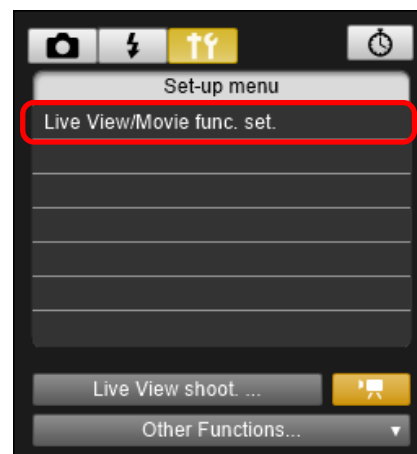 Set-up menu
Live View/Movie func. set.
Live View shoot. ...
Other Functions...